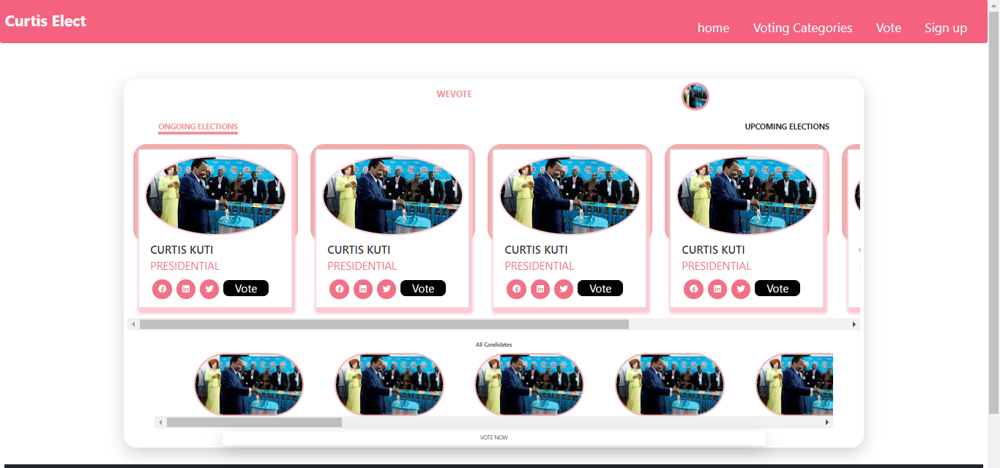 Curtis Elect
home Voting Categories Vote Sign up
WEVOTE
ONGOING ELECTIONS UPCOMING ELECTIONS
CURTIS KUTI CURTIS KUTI CURTIS KUTI CURTIS KUTI
PRESIDENTIAL PRESIDENTIAL PRESIDENTIAL PRESIDENTIAL
Vote Vote Vote Vote
All Candidates
VOTE NOW